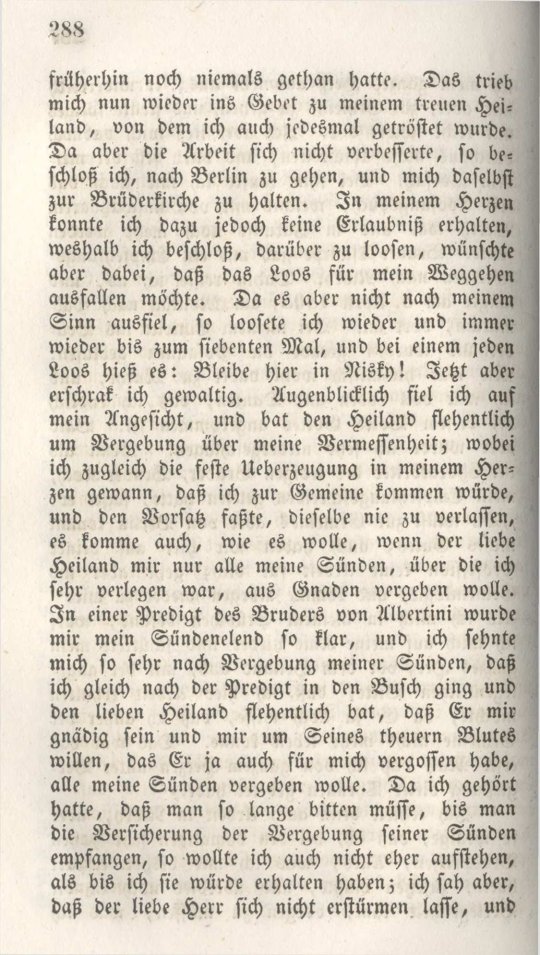 288
früherhin noch niemals gethan hatte. Das trieb
mich nun wieder ins Gebet zu meinem treuen Hei-
land, von dem ich auch jedesmal getröstet wurde.
Da aber die Arbeit sich nicht verbesserte, so be-
schloß ich, nach Berlin zu gehen, und mich daselbst
zur Brüderkirche zu halten. In meinem Herzen
konnte ich dazu jedoch keine Erlaubniß erhalten,
weshalb ich beschloß, darüber zu loosen, wünschte
aber dabei, daß das Loos für mein Weggehen
ausfallen möchte. Da es aber nicht nach meinem
Sinn ausfiel, so loosete ich wieder und immer
wieder bis zum siebenten Mal, und bei einem jeden
Loos hieß es: Bleibe hier in Nisky! Jetzt aber
erschrak ich gewaltig. Augenblicklich fiel ich auf
mein Angesicht, und bat den Heiland flehentlich
um Vergebung über meine Vermessenheit; wobei
ich zugleich die feste Ueberzeugung in meinem Her-
zen gewann, daß ich zur Gemeine kommen würde,
und den Vorsatz faßte, dieselbe nie zu verlassen,
es komme auch, wie es wolle, wenn der liebe
Heiland mir nur alle meine Sünden, über die ich
sehr verlegen war, aus Gnaden vergeben wolle.
In einer Predigt des Bruders von Albertini wurde
mir mein Sündenelend so klar, und ich sehnte
mich so sehr nach Vergebung meiner Sünden, daß
ich gleich nach der Predigt in den Busch ging und
den lieben Heiland flehentlich bat, daß Er mir
gnädig sein und mir um Seines theuern Blutes
willen, das Er ja auch für mich vergossen habe,
alle meine Sünden vergeben wolle. Da ich gehört
hatte, daß man so lange bitten müsse, bis man
die Versicherung der Vergebung seiner Sünden
empfangen, so wollte ich auch nicht eher aufstehen,
als bis ich sie würde erhalten haben; ich sah aber,
daß der liebe Herr sich nicht erstürmen lasse, und